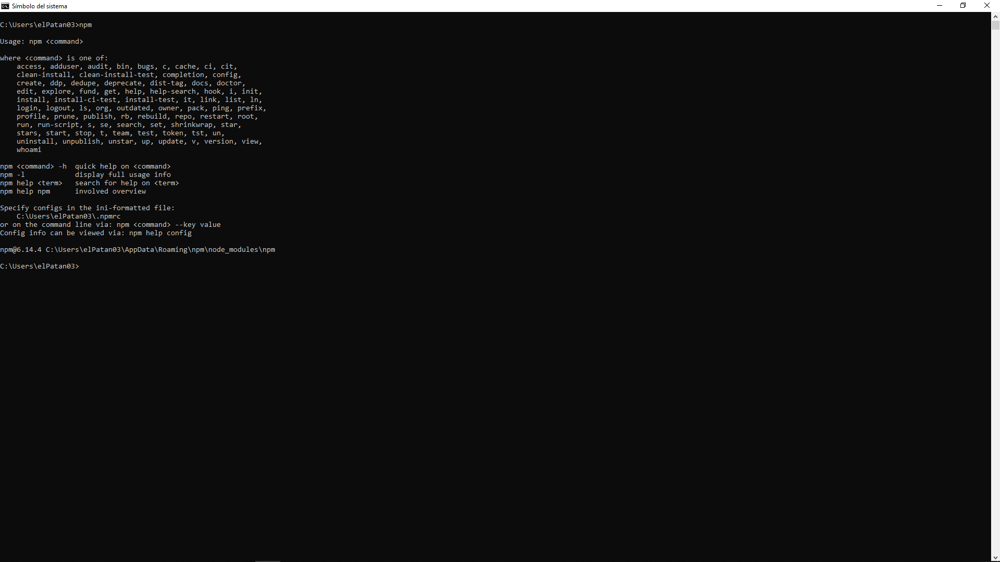 Símbolo del sistema
C:\Users\elPatan03>npm
Usage: npm <command>
where <command> is one of:
access, adduser, audit, bin, bugs, c, cache, ci, cit,
clean-install, clean-install-test, completion, config,
create, ddp, dedupe, deprecate, dist-tag, docs, doctor,
edit, explore, fund, get, help, help-search, hook, i, init,
install, install-ci-test, install-test, it, link, list, ln,
login, logout, ls, org, outdated, owner, pack, ping, prefix,
profile, prune, publish, rb, rebuild, repo, restart, root,
run, run-script, s, se, search, set, shrinkwrap, star,
stars, start, stop, t, team, test, token, tst, un,
uninstall, unpublish, unstar, up, update, v, version, view,
whoami
npm <command> -h  quick help on <command>
npm -l            display full usage info
npm help <term>   search for help on <term>
npm help npm      involved overview
Specify configs in the ini-formatted file:
C:\Users\elPatan03\.npmrc
or on the command line via: npm <command> --key value
Config info can be viewed via: npm help config
npm@6.14.4 C:\Users\elPatan03\AppData\Roaming\npm\node_modules\npm
C:\Users\elPatan03>